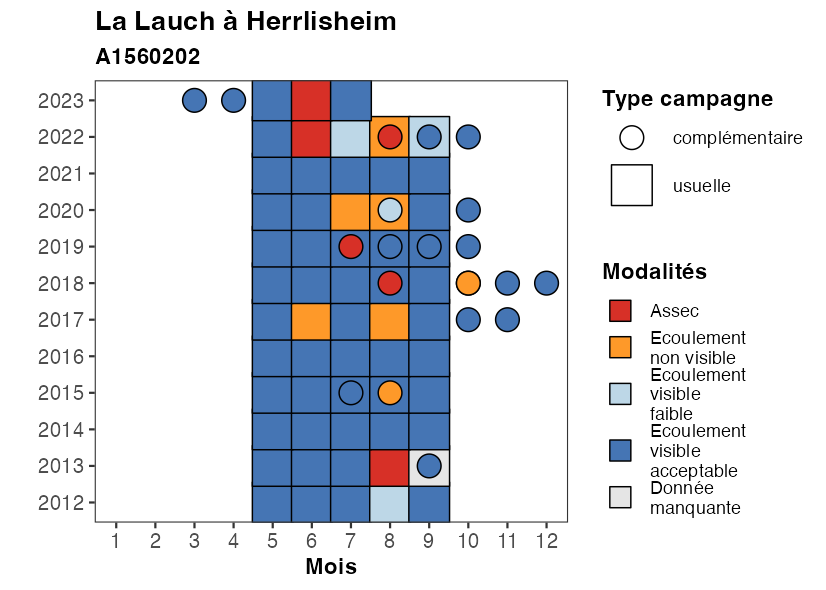 La Lauch à Herrlisheim
A1560202
2023
2022
2021
2020
2019
2018
2017
2016
2015
2014
2013
2012
1 2 3 4 5 6 7 8 9 10 11 12
Mois
Type campagne
complémentaire
usuelle
Modalités
Assec
Ecoulement
non visible
Ecoulement
visible
faible
Ecoulement
visible
acceptable
Donnée
manquante